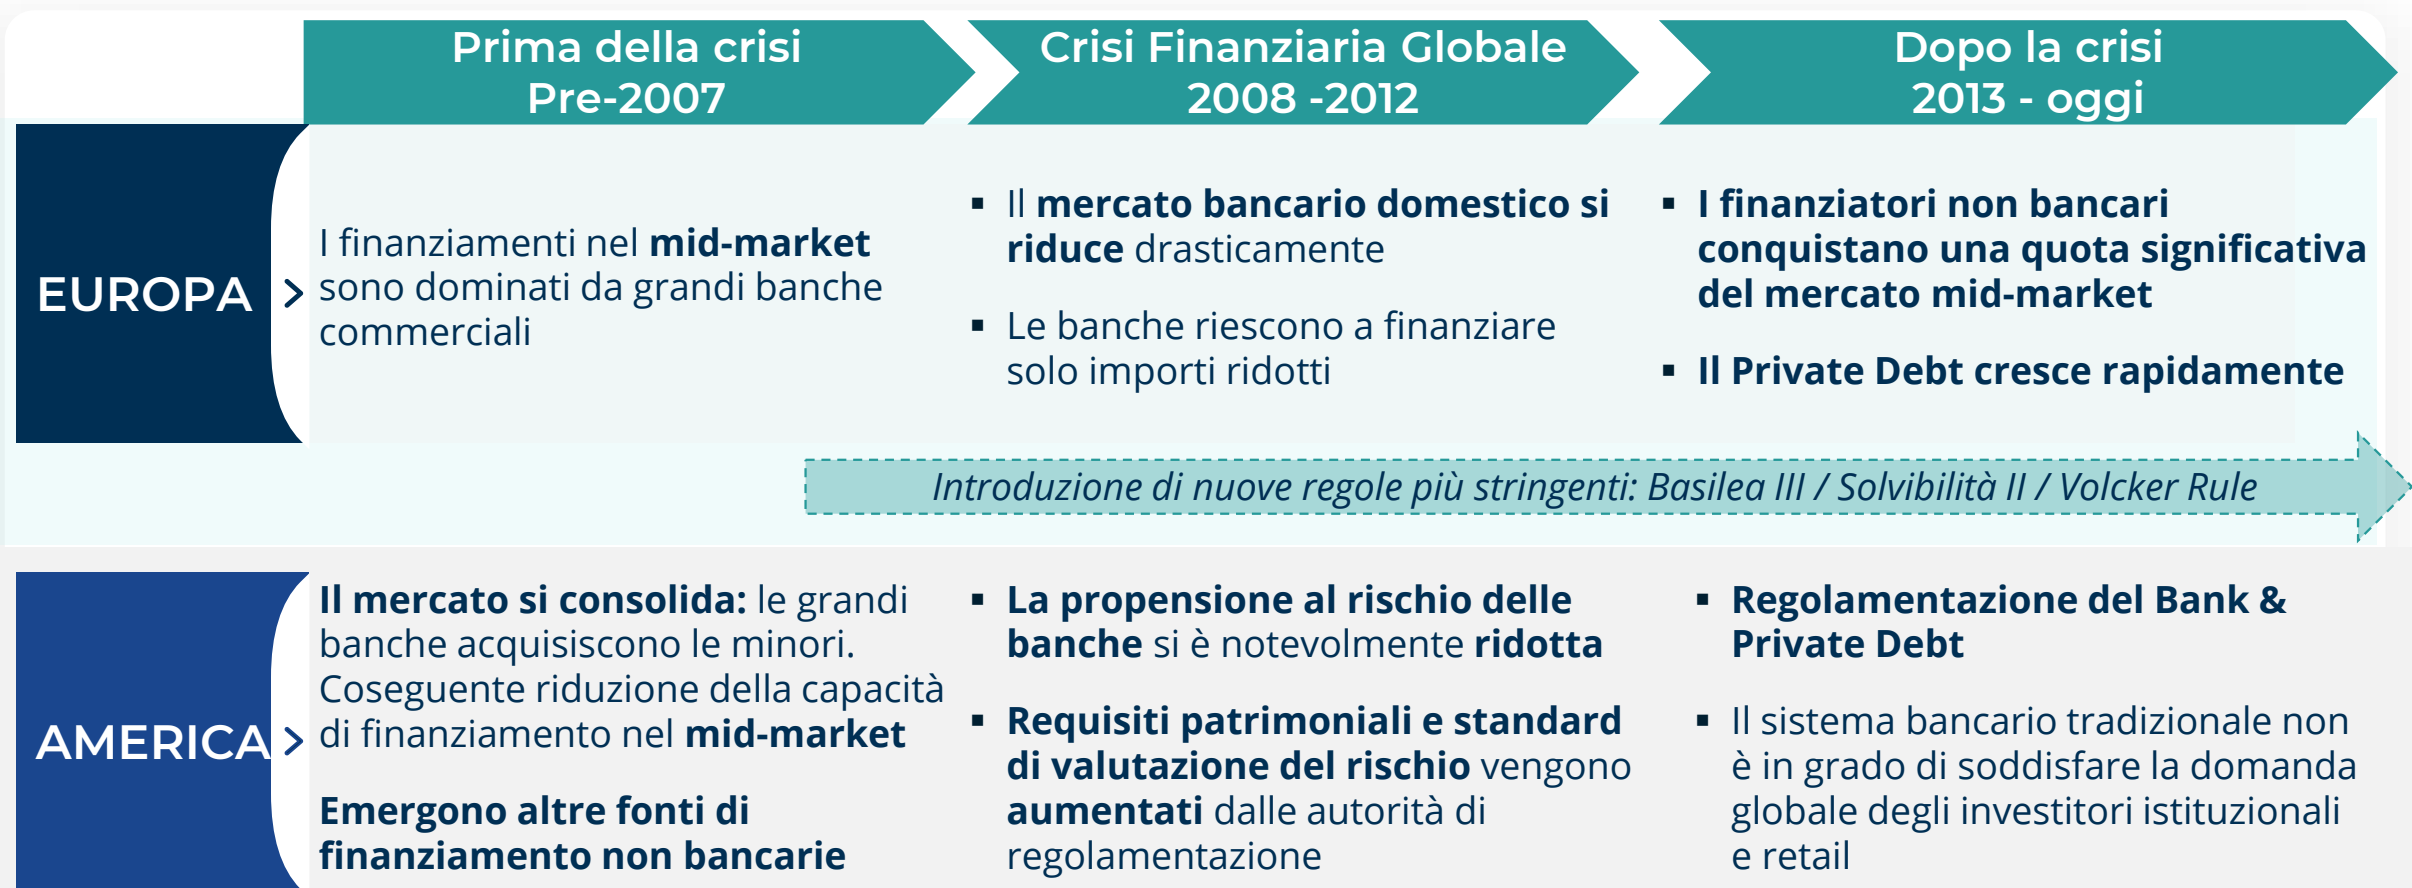 Prima della crisi
Pre-2007
Crisi Finanziaria Globale
2008 -2012
Dopo la crisi
2013 - oggi
EUROPA
I finanziamenti nel mid-market
sono dominati da grandi banche
commerciali
▪ Il mercato bancario domestico si
riduce drasticamente
▪ Le banche riescono a finanziare
solo importi ridotti
▪ I finanziatori non bancari
conquistano una quota significativa
del mercato mid-market
▪ Il Private Debt cresce rapidamente
Introduzione di nuove regole più stringenti: Basilea III / Solvibilità II / Volcker Rule
AMERICA
Il mercato si consolida: le grandi
banche acquisiscono le minori.
Coseguente riduzione della capacità
di finanziamento nel mid-market
Emergono altre fonti di
finanziamento non bancarie
▪ La propensione al rischio delle
banche si è notevolmente ridotta
▪ Requisiti patrimoniali e standard
di valutazione del rischio vengono
aumentati dalle autorità di
regolamentazione
▪ Regolamentazione del Bank &
Private Debt
▪ Il sistema bancario tradizionale non
è in grado di soddisfare la domanda
globale degli investitori istituzionali
e retail